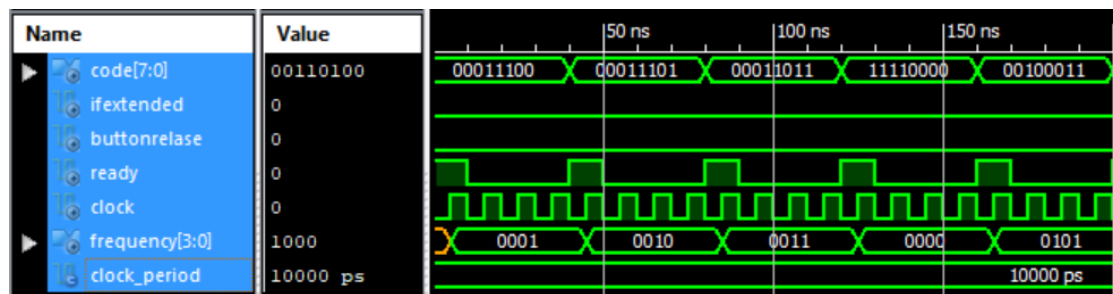 Name Value 50 ns 100 ns 150 ns
code[7:0] 00110100 00011100 00011101 00011011 11110000 00100011
ifextended 0
buttonrelase 0
ready 0
clock 0
frequency[3:0] 1000 0001 0010 0011 0000 0101
clock_period 10000 ps 10000 ps